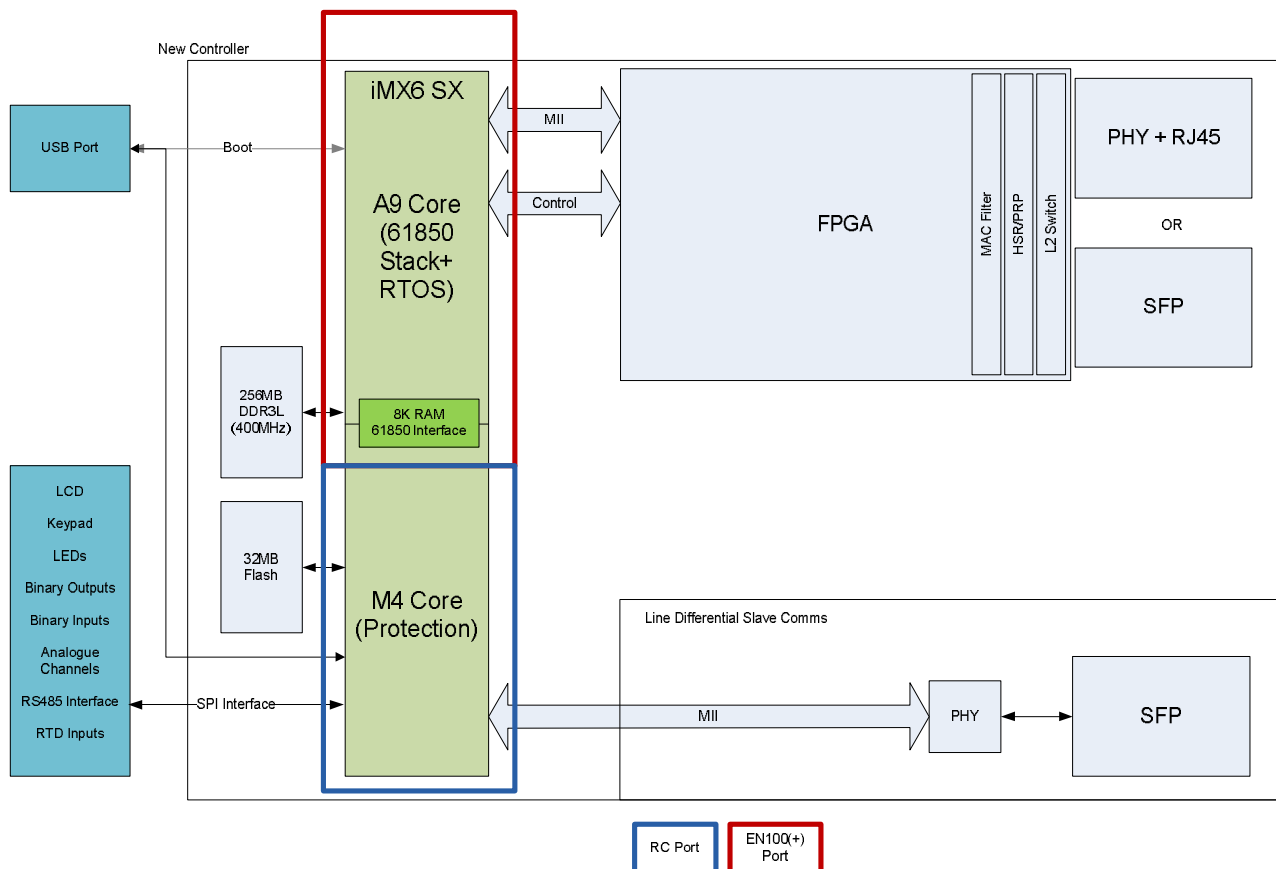 New Controller
USB Port
Boot
iMX6 SX
A9 Core
(61850
Stack+
RTOS)
MII
Control
FPGA
MAC Filter
HSR/PRP
L2 Switch
PHY + RJ45
OR
SFP
256MB
DDR3L
(400MHz)
8K RAM
61850 Interface
32MB
Flash
LCD
Keypad
LEDs
Binary Outputs
Binary Inputs
Analogue
Channels
RS485 Interface
RTD Inputs
SPI Interface
M4 Core
(Protection)
Line Differential Slave Comms
MII
PHY
SFP
RC Port
EN100(+)
Port